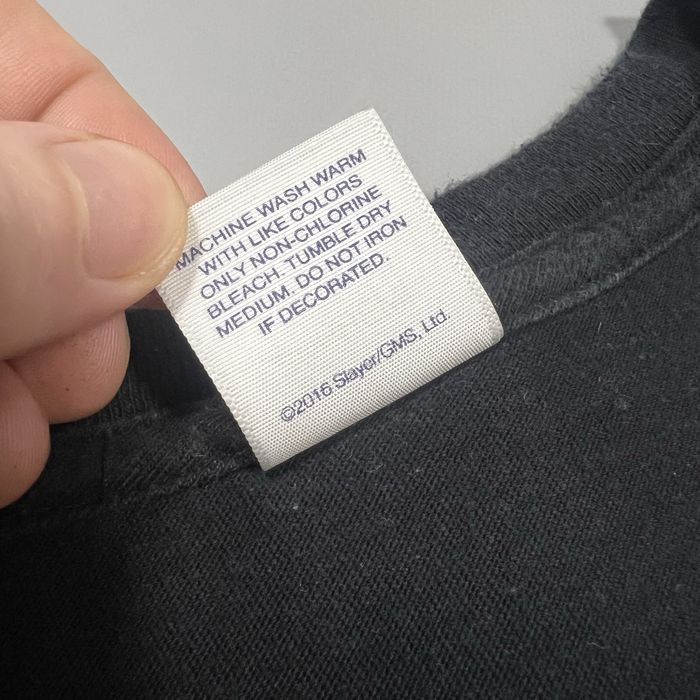 MACHINE WASH WARM
WITH LIKE COLORS
ONLY NON-CHLORINE
BLEACH. TUMBLE DRY
MEDIUM. DO NOT IRON
IF DECORATED.
©2016 Slayer/GMS, Ltd.